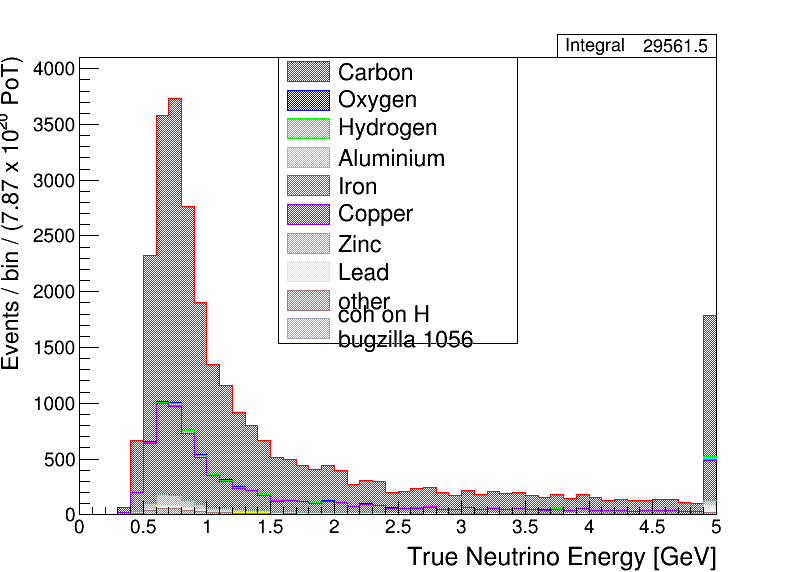 Integral 29561.5
Events / bin / (7.87 x 10²⁰ PoT)
4000
3500
3000
2500
2000
1500
1000
500
0
Carbon
Oxygen
Hydrogen
Aluminium
Iron
Copper
Zinc
Lead
other
coh on H
bugzilla 1056
0 0.5 1 1.5 2 2.5 3 3.5 4 4.5 5
True Neutrino Energy [GeV]